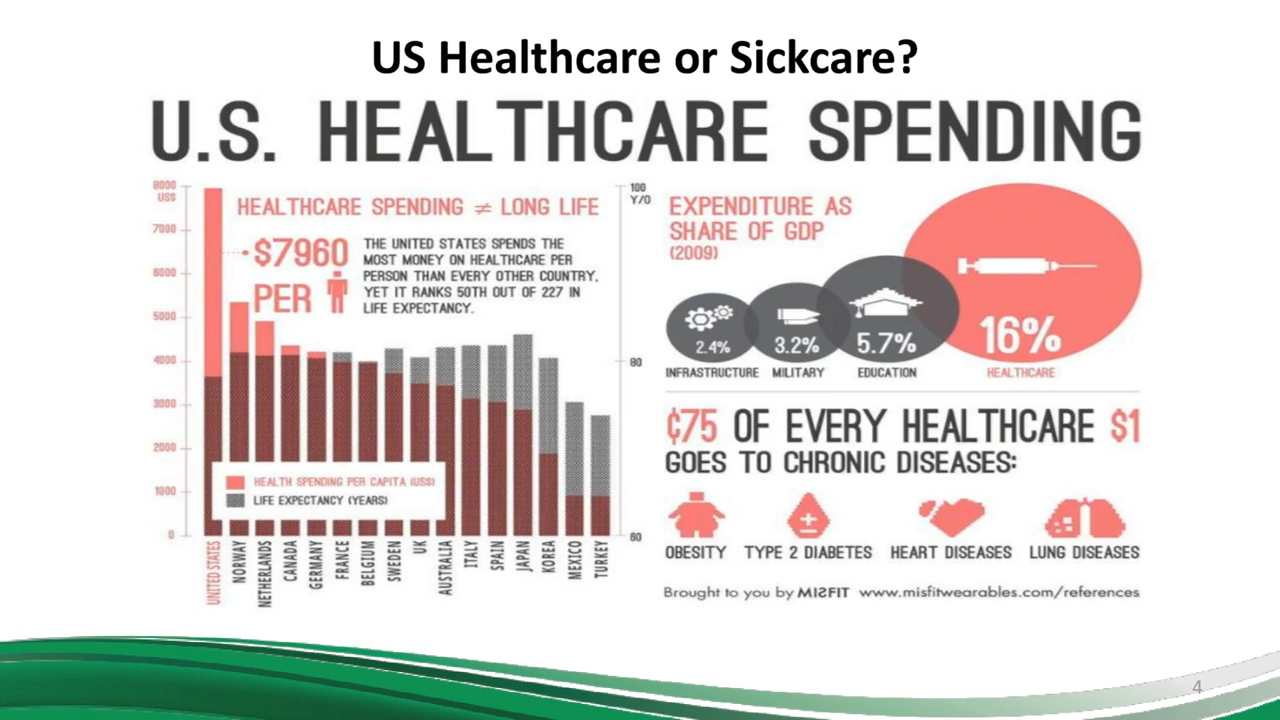 US Healthcare or Sickcare?
U.S. HEALTHCARE SPENDING
8000
US$
7000
6000
5000
4000
3000
2000
1000
0
100
Y/O
80
60
HEALTHCARE SPENDING ≠ LONG LIFE
$7960
PER
THE UNITED STATES SPENDS THE
MOST MONEY ON HEALTHCARE PER
PERSON THAN EVERY OTHER COUNTRY,
YET IT RANKS 50TH OUT OF 227 IN
LIFE EXPECTANCY.
HEALTH SPENDING PER CAPITA (US$)
LIFE EXPECTANCY (YEARS)
UNITED STATES
NORWAY
NETHERLANDS
CANADA
GERMANY
FRANCE
BELGIUM
SWEDEN
UK
AUSTRALIA
ITALY
SPAIN
JAPAN
KOREA
MEXICO
TURKEY
EXPENDITURE AS
SHARE OF GDP
(2009)
2.4%
3.2%
5.7%
16%
INFRASTRUCTURE
MILITARY
EDUCATION
HEALTHCARE
¢75 OF EVERY HEALTHCARE $1
GOES TO CHRONIC DISEASES:
OBESITY
TYPE 2 DIABETES
HEART DISEASES
LUNG DISEASES
Brought to you by MISFIT www.misfitwearables.com/references
4